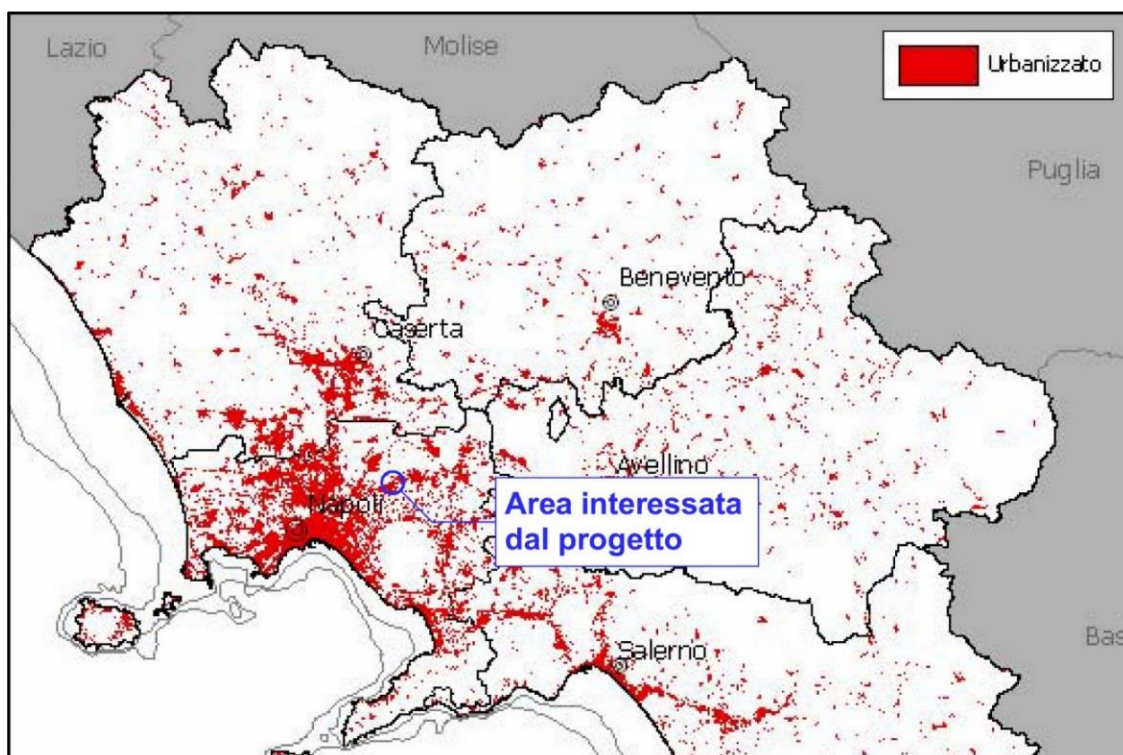 Lazio
Molise
Urbanizzato
Puglia
Benevento
Caserta
Avellino
Napoli
Area interessata
dal progetto
Salerno
Bas